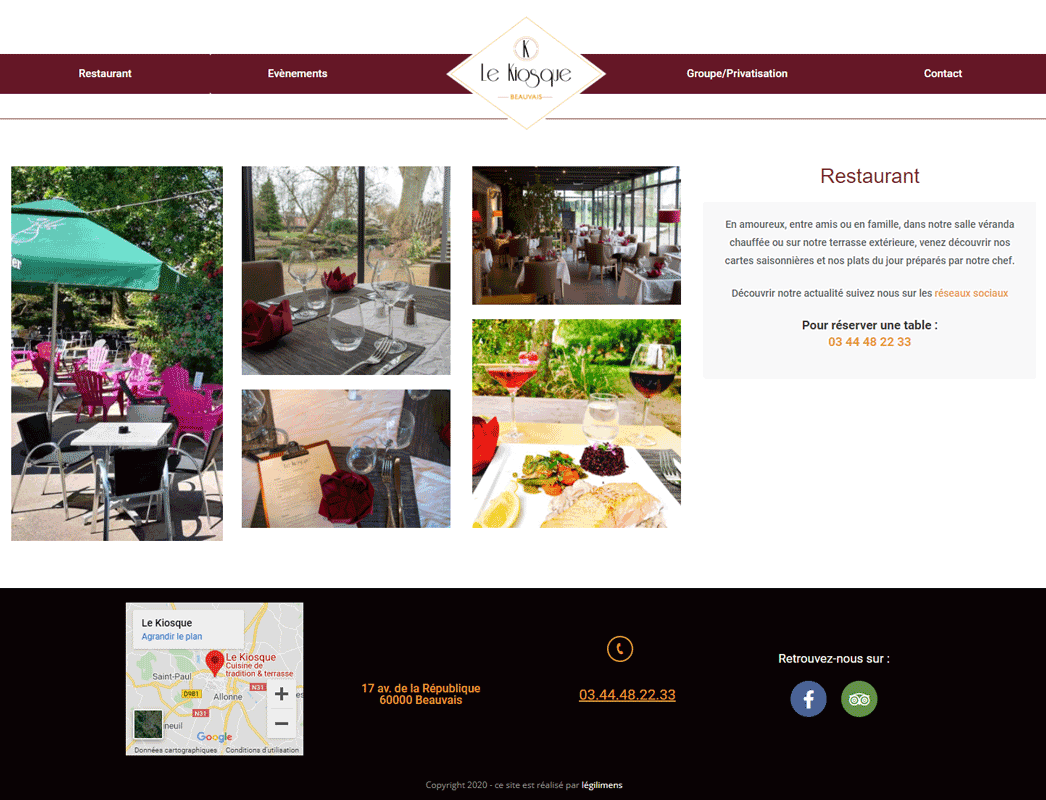 Restaurant
Evènements
K
Le Kiosque
BEAUVAIS
Groupe/Privatisation
Contact
Restaurant
En amoureux, entre amis ou en famille, dans notre salle véranda
chauffée ou sur notre terrasse extérieure, venez découvrir nos
cartes saisonnières et nos plats du jour préparés par notre chef.
Découvrir notre actualité suivez nous sur les réseaux sociaux
Pour réserver une table :
03 44 48 22 33
LE KIOSQUE
Le Kiosque
Agrandir le plan
Le Kiosque
Cuisine de
tradition & terrasse
Saint-Paul
D981
Allonne
N31
N31
neuil
Google
Données cartographiques
Conditions d'utilisation
17 av. de la République
60000 Beauvais
03.44.48.22.33
Retrouvez-nous sur :
Copyright 2020 - ce site est réalisé par légilimens